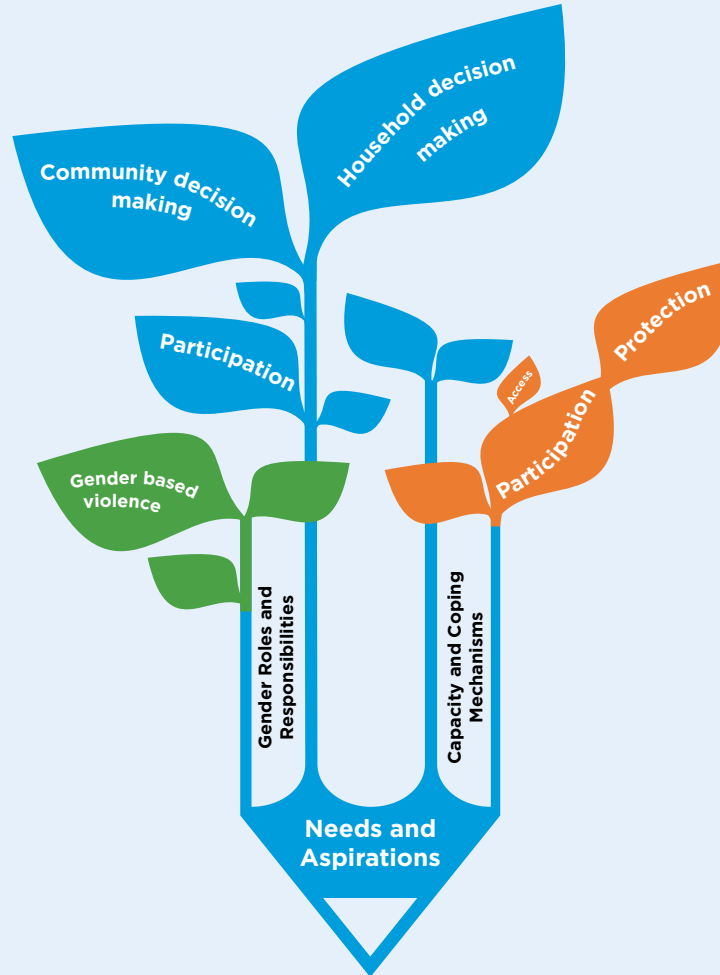 Household decision
making
Community decision
making
Participation
Protection
Access
Participation
Gender based
violence
Gender Roles and
Responsibilities
Capacity and Coping
Mechanisms
Needs and
Aspirations